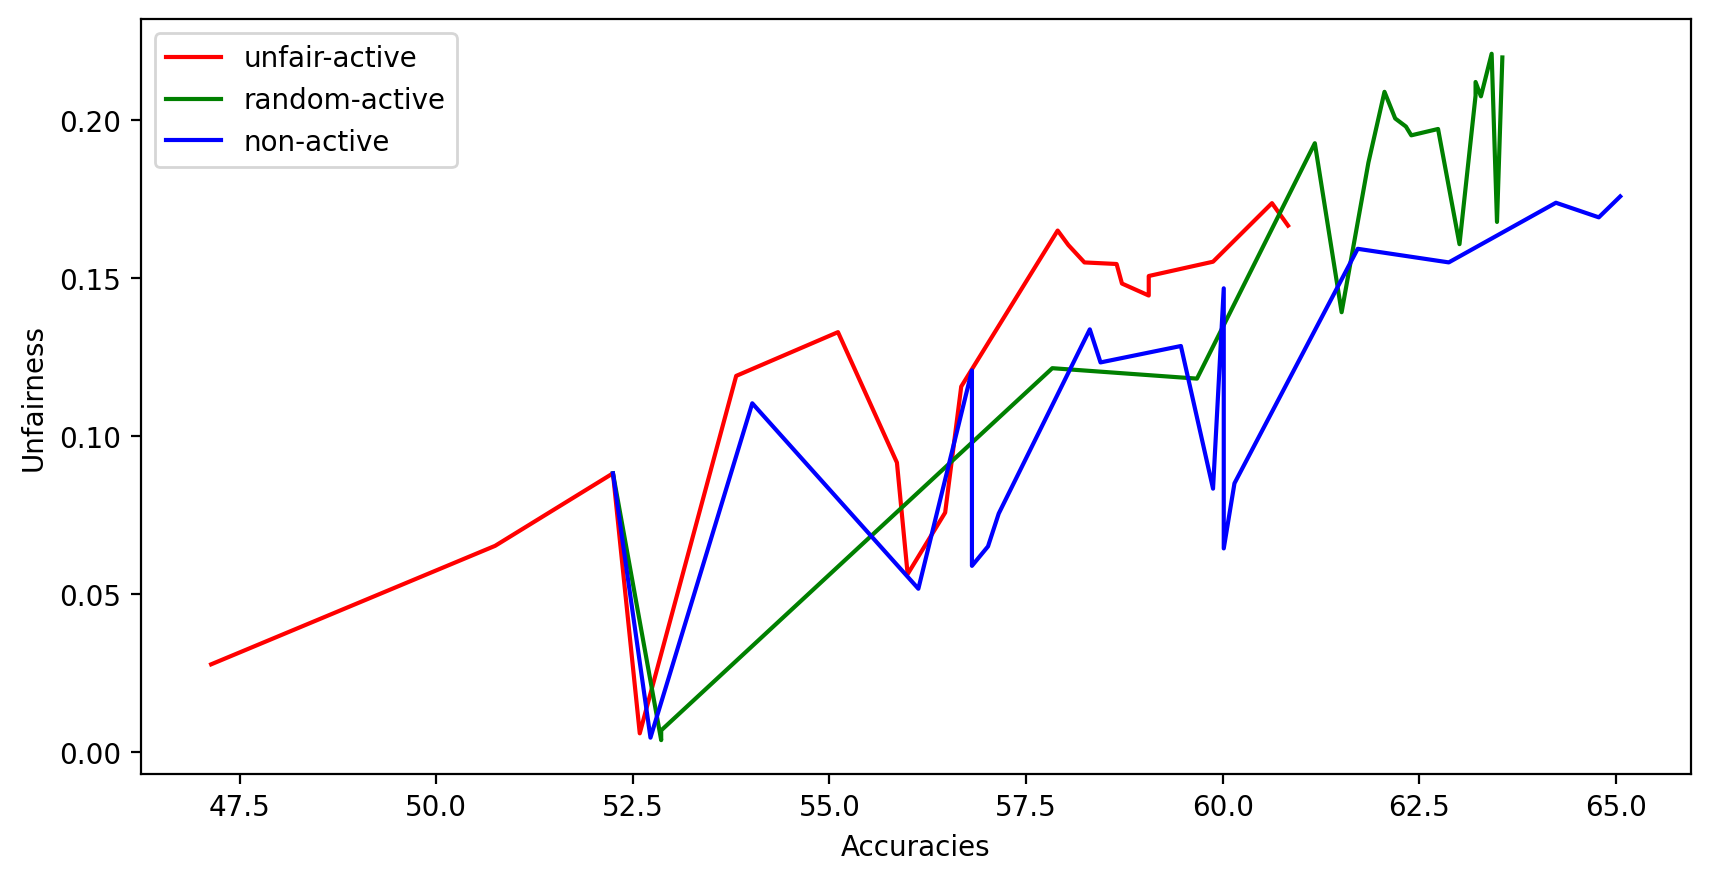 unfair-active
random-active
non-active
Unfairness
0.20
0.15
0.10
0.05
0.00
47.5 50.0 52.5 55.0 57.5 60.0 62.5 65.0
Accuracies